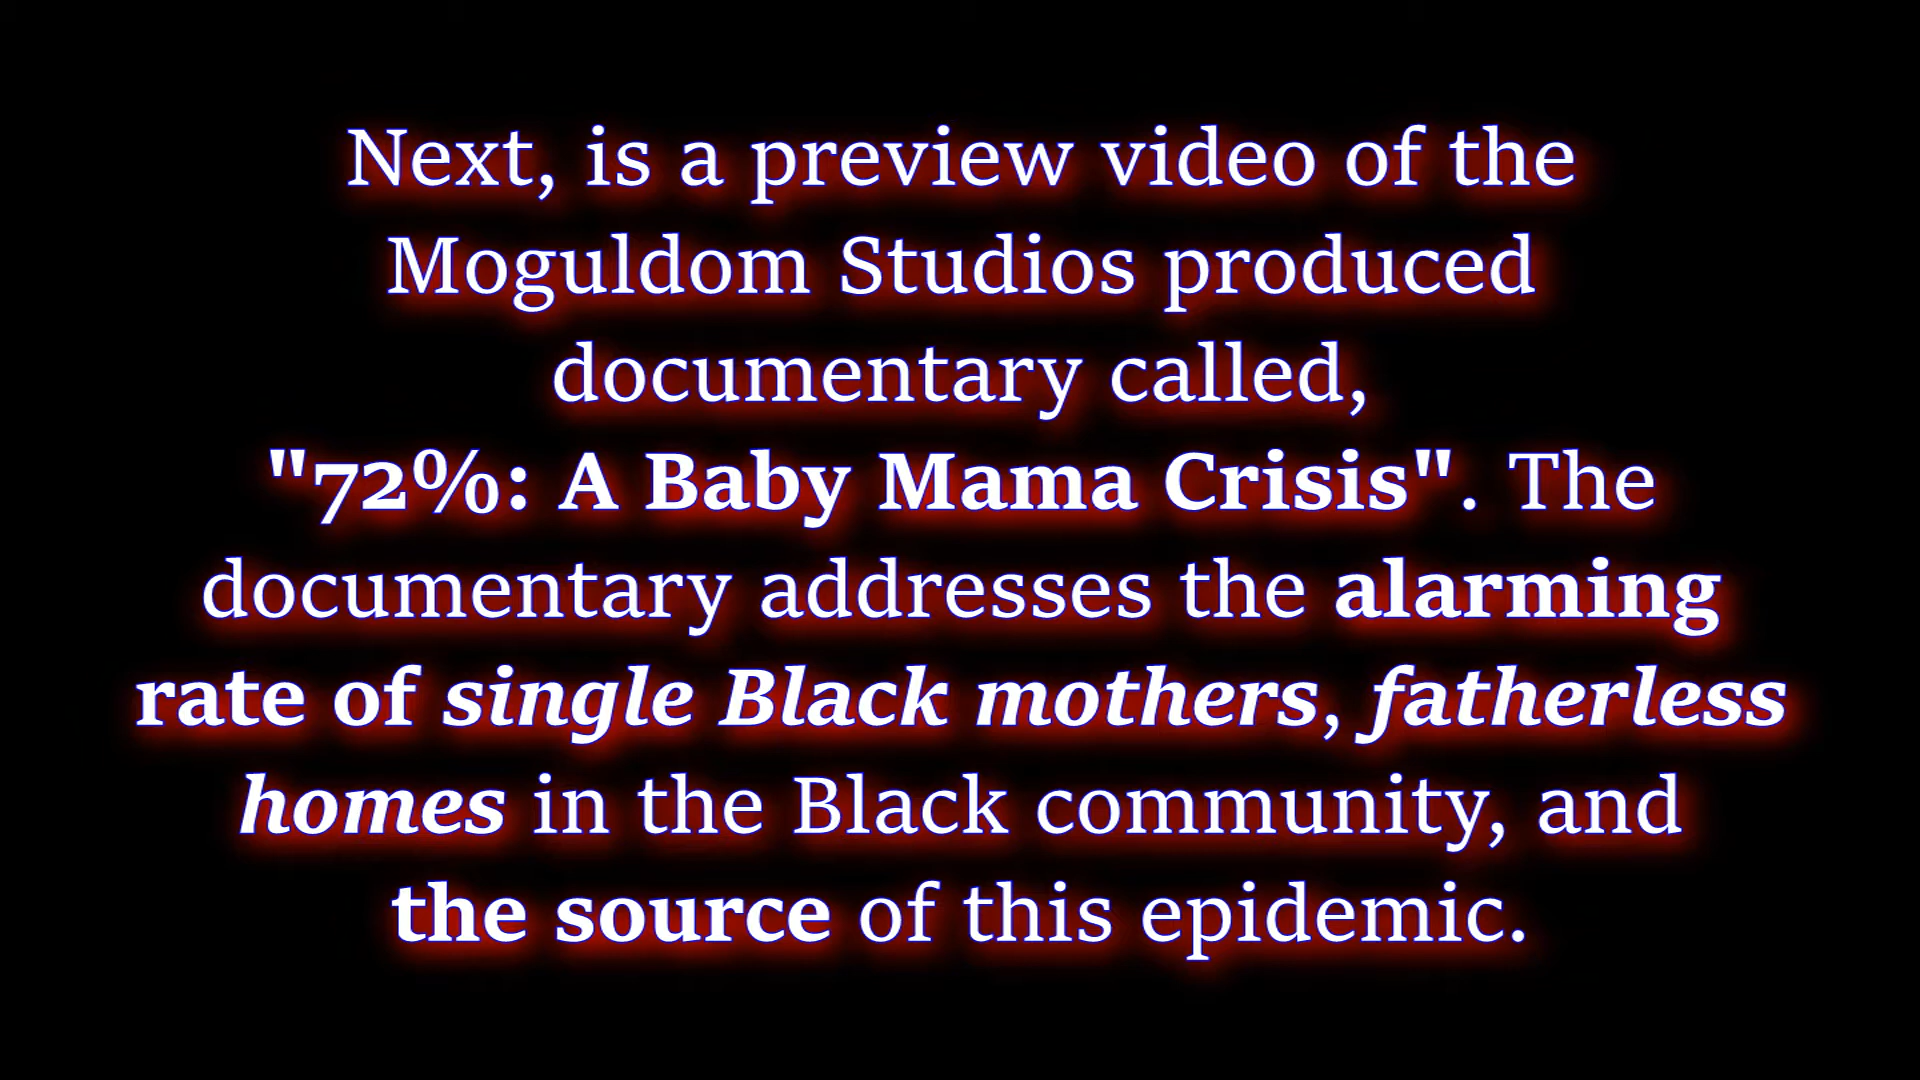 Next, is a preview video of the
Moguldom Studios produced
documentary called,
"72%: A Baby Mama Crisis". The
documentary addresses the alarming
rate of single Black mothers, fatherless
homes in the Black community, and
the source of this epidemic.